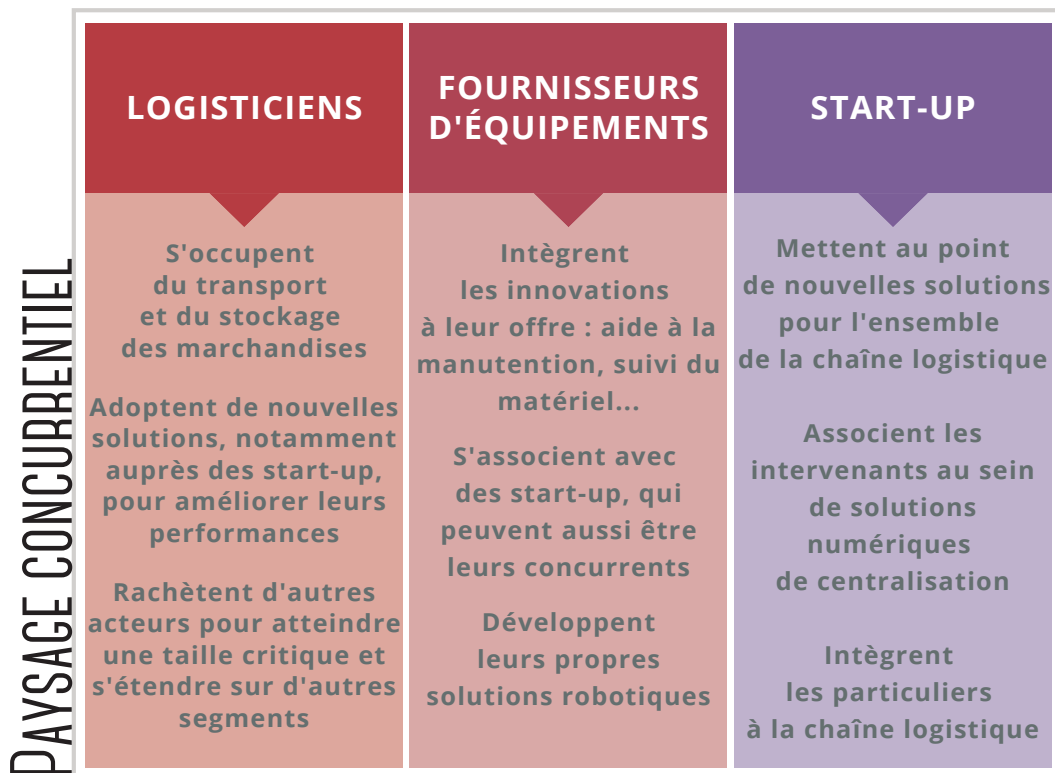 PAYSAGE CONCURRENTIEL
LOGISTICIENS
S'occupent
du transport
et du stockage
des marchandises
Adoptent de nouvelles
solutions, notamment
auprès des start-up,
pour améliorer leurs
performances
Rachètent d'autres
acteurs pour atteindre
une taille critique et
s'étendre sur d'autres
segments
FOURNISSEURS
D'ÉQUIPEMENTS
Intègrent
les innovations
à leur offre : aide à la
manutention, suivi du
matériel...
S'associent avec
des start-up, qui
peuvent aussi être
leurs concurrents
Développent
leurs propres
solutions robotiques
START-UP
Mettent au point
de nouvelles solutions
pour l'ensemble
de la chaîne logistique
Associent les
intervenants au sein
de solutions
numériques
de centralisation
Intègrent
les particuliers
à la chaîne logistique